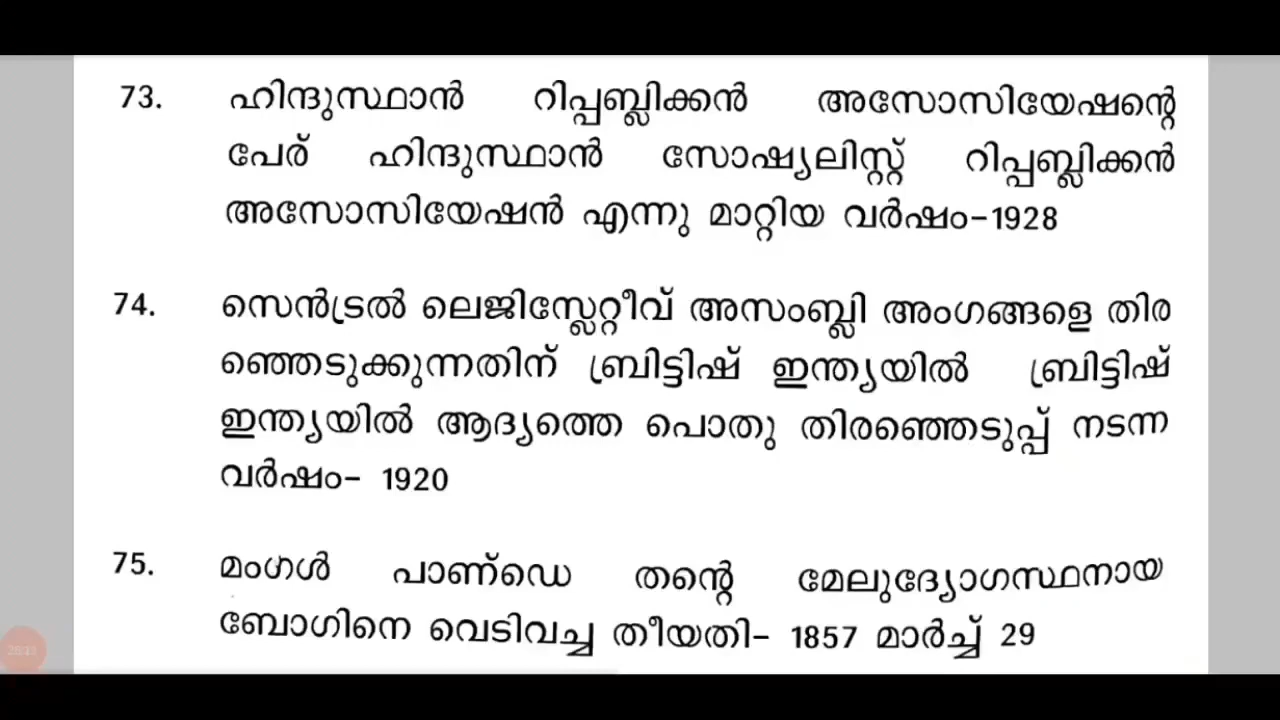 73. ഹിന്ദുസ്ഥാൻ റിപ്പബ്ലിക്കൻ അസോസിയേഷന്റെ
പേര് ഹിന്ദുസ്ഥാൻ സോഷ്യലിസ്റ്റ് റിപ്പബ്ലിക്കൻ
അസോസിയേഷൻ എന്നു മാറ്റിയ വർഷം-1928
74. സെൻട്രൽ ലെജിസ്ലേറ്റീവ് അസംബ്ലി അംഗങ്ങളെ തിര
ഞ്ഞെടുക്കുന്നതിന് ബ്രിട്ടിഷ് ഇന്ത്യയിൽ ബ്രിട്ടിഷ്
ഇന്ത്യയിൽ ആദ്യത്തെ പൊതു തിരഞ്ഞെടുപ്പ് നടന്ന
വർഷം- 1920
75. മംഗൾ പാണ്ഡെ തന്റെ മേലുദ്യോഗസ്ഥനായ
ബോഗിനെ വെടിവച്ച തീയതി- 1857 മാർച്ച് 29